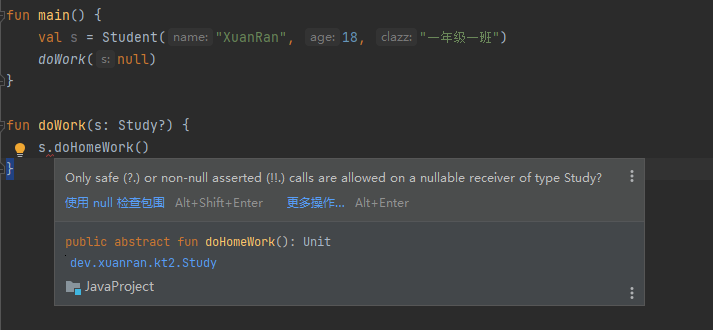 fun main() {
val s = Student( name: "XuanRan", age: 18, clazz: "一年级一班")
doWork( s: null)
}
fun doWork(s: Study?) {
s.doHomeWork()
}
Only safe (?.) or non-null asserted (!!.) calls are allowed on a nullable receiver of type Study?
使用 null 检查包围 Alt+Shift+Enter 更多操作... Alt+Enter
public abstract fun doHomeWork(): Unit
dev.xuanran.kt2.Study
JavaProject